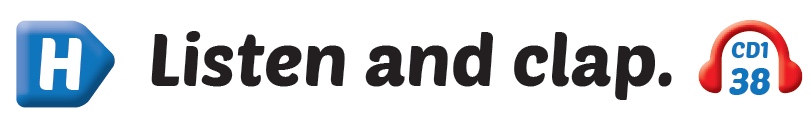 H Listen and clap. CD1
38